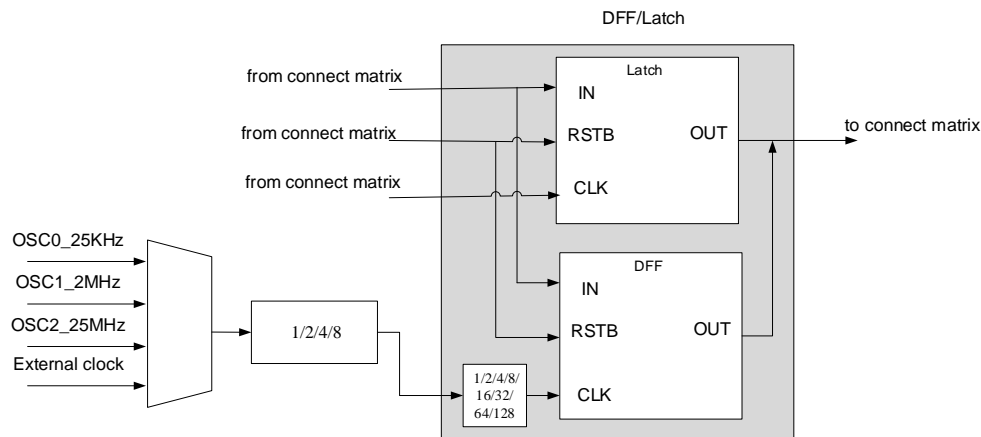 DFF/Latch
from connect matrix
from connect matrix
from connect matrix
Latch
IN
RSTB
CLK
OUT
to connect matrix
OSC0_25KHz
OSC1_2MHz
OSC2_25MHz
External clock
1/2/4/8
1/2/4/8/
16/32/
64/128
DFF
IN
RSTB
CLK
OUT